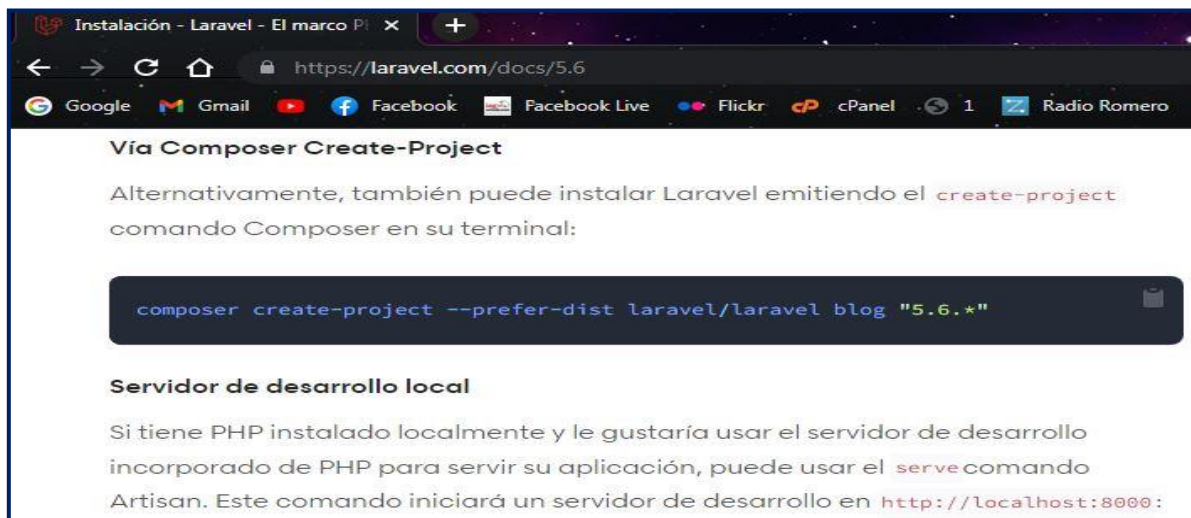 Instalación - Laravel - El marco P
https://laravel.com/docs/5.6
Google Gmail Facebook Facebook Live Flickr cP cPanel 1 Radio Romero
Vía Composer Create-Project
Alternativamente, también puede instalar Laravel emitiendo el create-project
comando Composer en su terminal:
composer create-project --prefer-dist laravel/laravel blog "5.6.*"
Servidor de desarrollo local
Si tiene PHP instalado localmente y le gustaría usar el servidor de desarrollo
incorporado de PHP para servir su aplicación, puede usar el serve comando
Artisan. Este comando iniciará un servidor de desarrollo en http://localhost:8000: